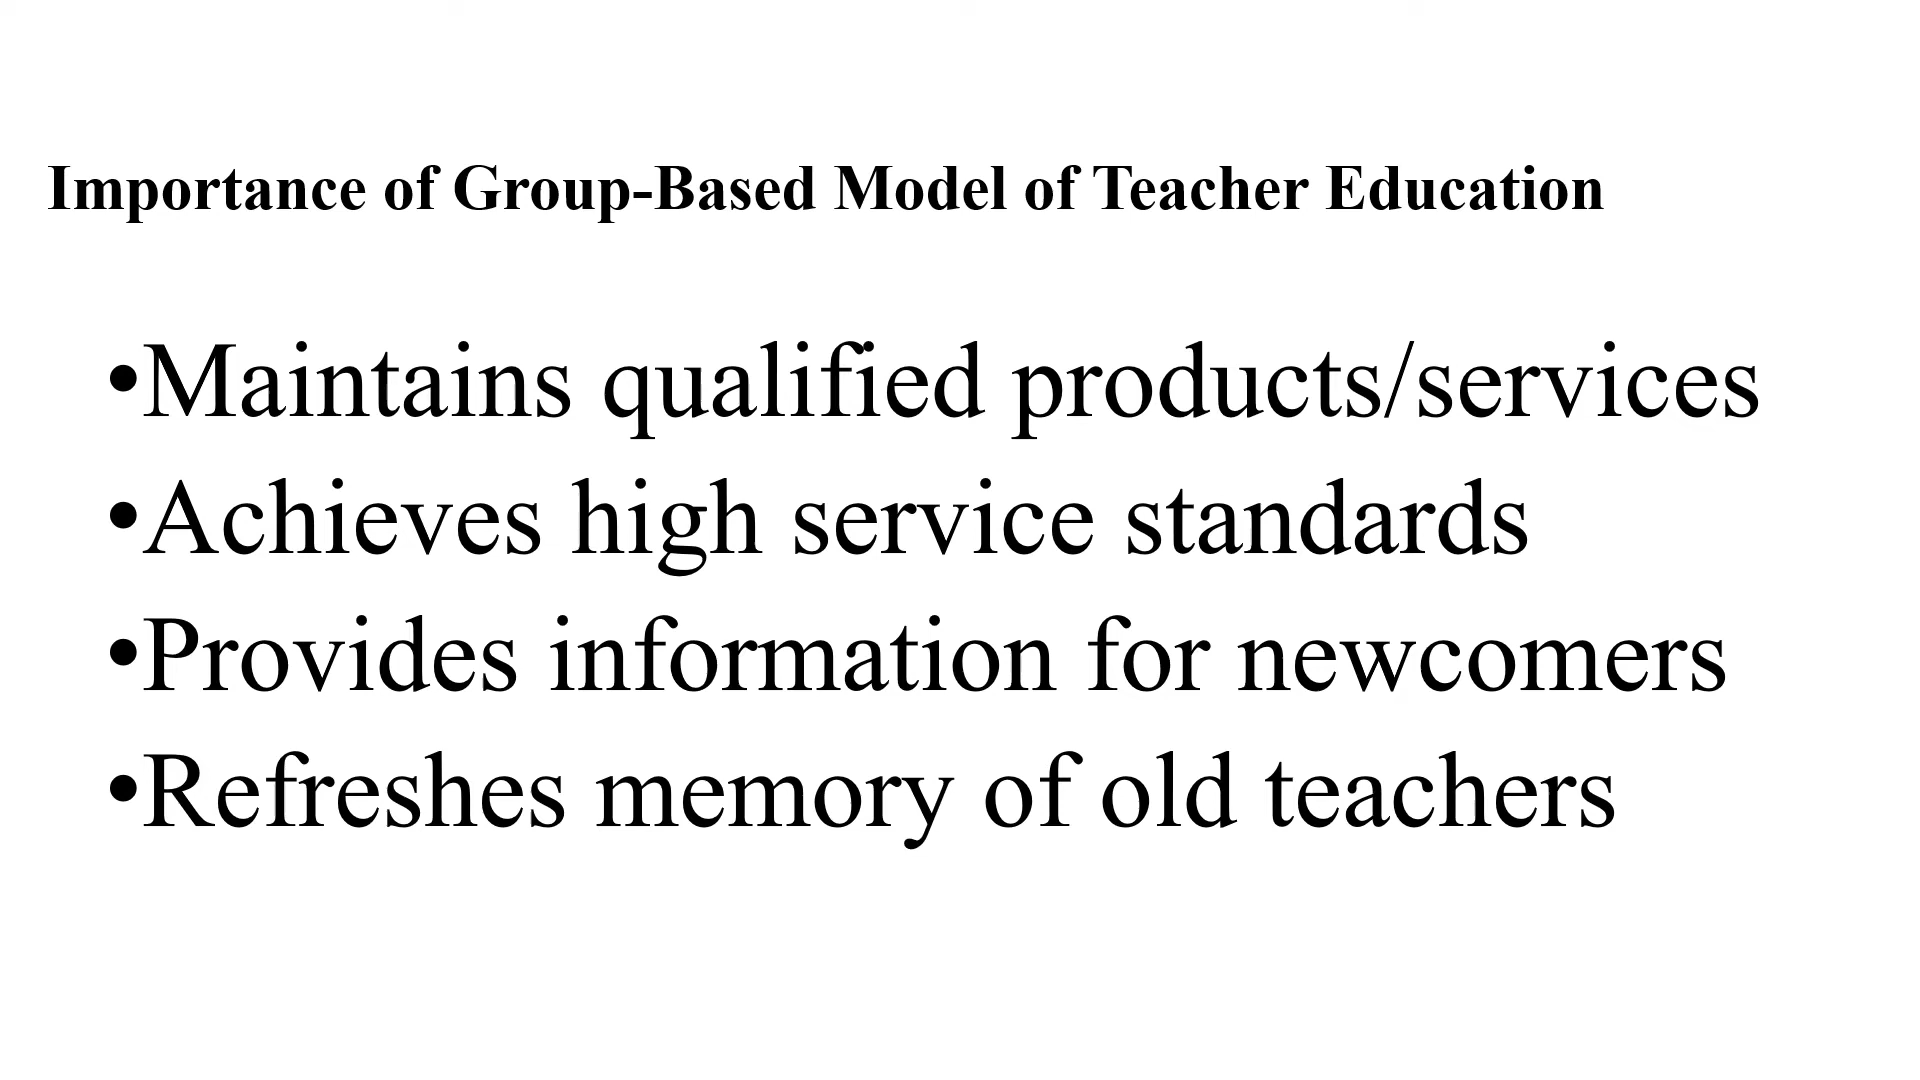 Importance of Group-Based Model of Teacher Education
•Maintains qualified products/services
•Achieves high service standards
•Provides information for newcomers
•Refreshes memory of old teachers